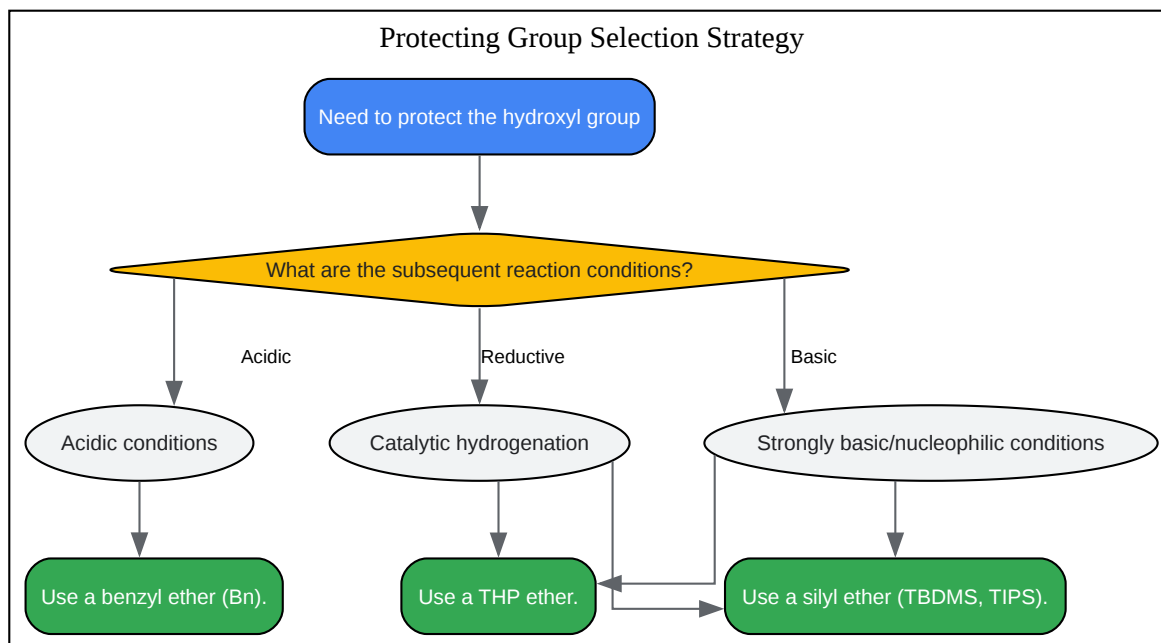 Protecting Group Selection Strategy
Need to protect the hydroxyl group
What are the subsequent reaction conditions?
Acidic
Reductive
Basic
Acidic conditions
Catalytic hydrogenation
Strongly basic/nucleophilic conditions
Use a benzyl ether (Bn).
Use a THP ether.
Use a silyl ether (TBDMS, TIPS).